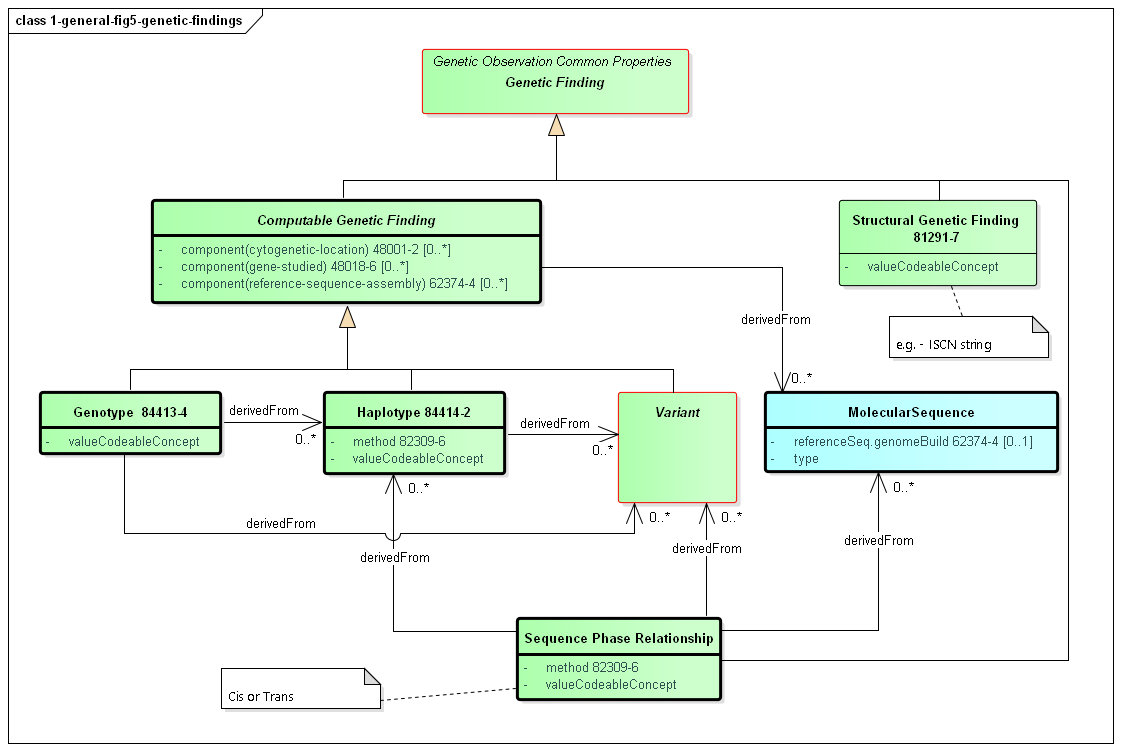 class 1-general-fig5-genetic-findings
Genetic Observation Common Properties
Genetic Finding
Computable Genetic Finding
- component(cytogenetic-location) 48001-2 [0..*]
- component(gene-studied) 48018-6 [0..*]
- component(reference-sequence-assembly) 62374-4 [0..*]
Structural Genetic Finding
81291-7
- valueCodeableConcept
e.g. - ISCN string
derivedFrom
0..*
Genotype  84413-4
- valueCodeableConcept
derivedFrom
0..*
Haplotype 84414-2
- method 82309-6
- valueCodeableConcept
derivedFrom
0..*
Variant
MolecularSequence
- referenceSeq.genomeBuild 62374-4 [0..1]
- type
0..*
0..*
0..*
0..*
derivedFrom
derivedFrom
derivedFrom
derivedFrom
Sequence Phase Relationship
- method 82309-6
- valueCodeableConcept
Cis or Trans